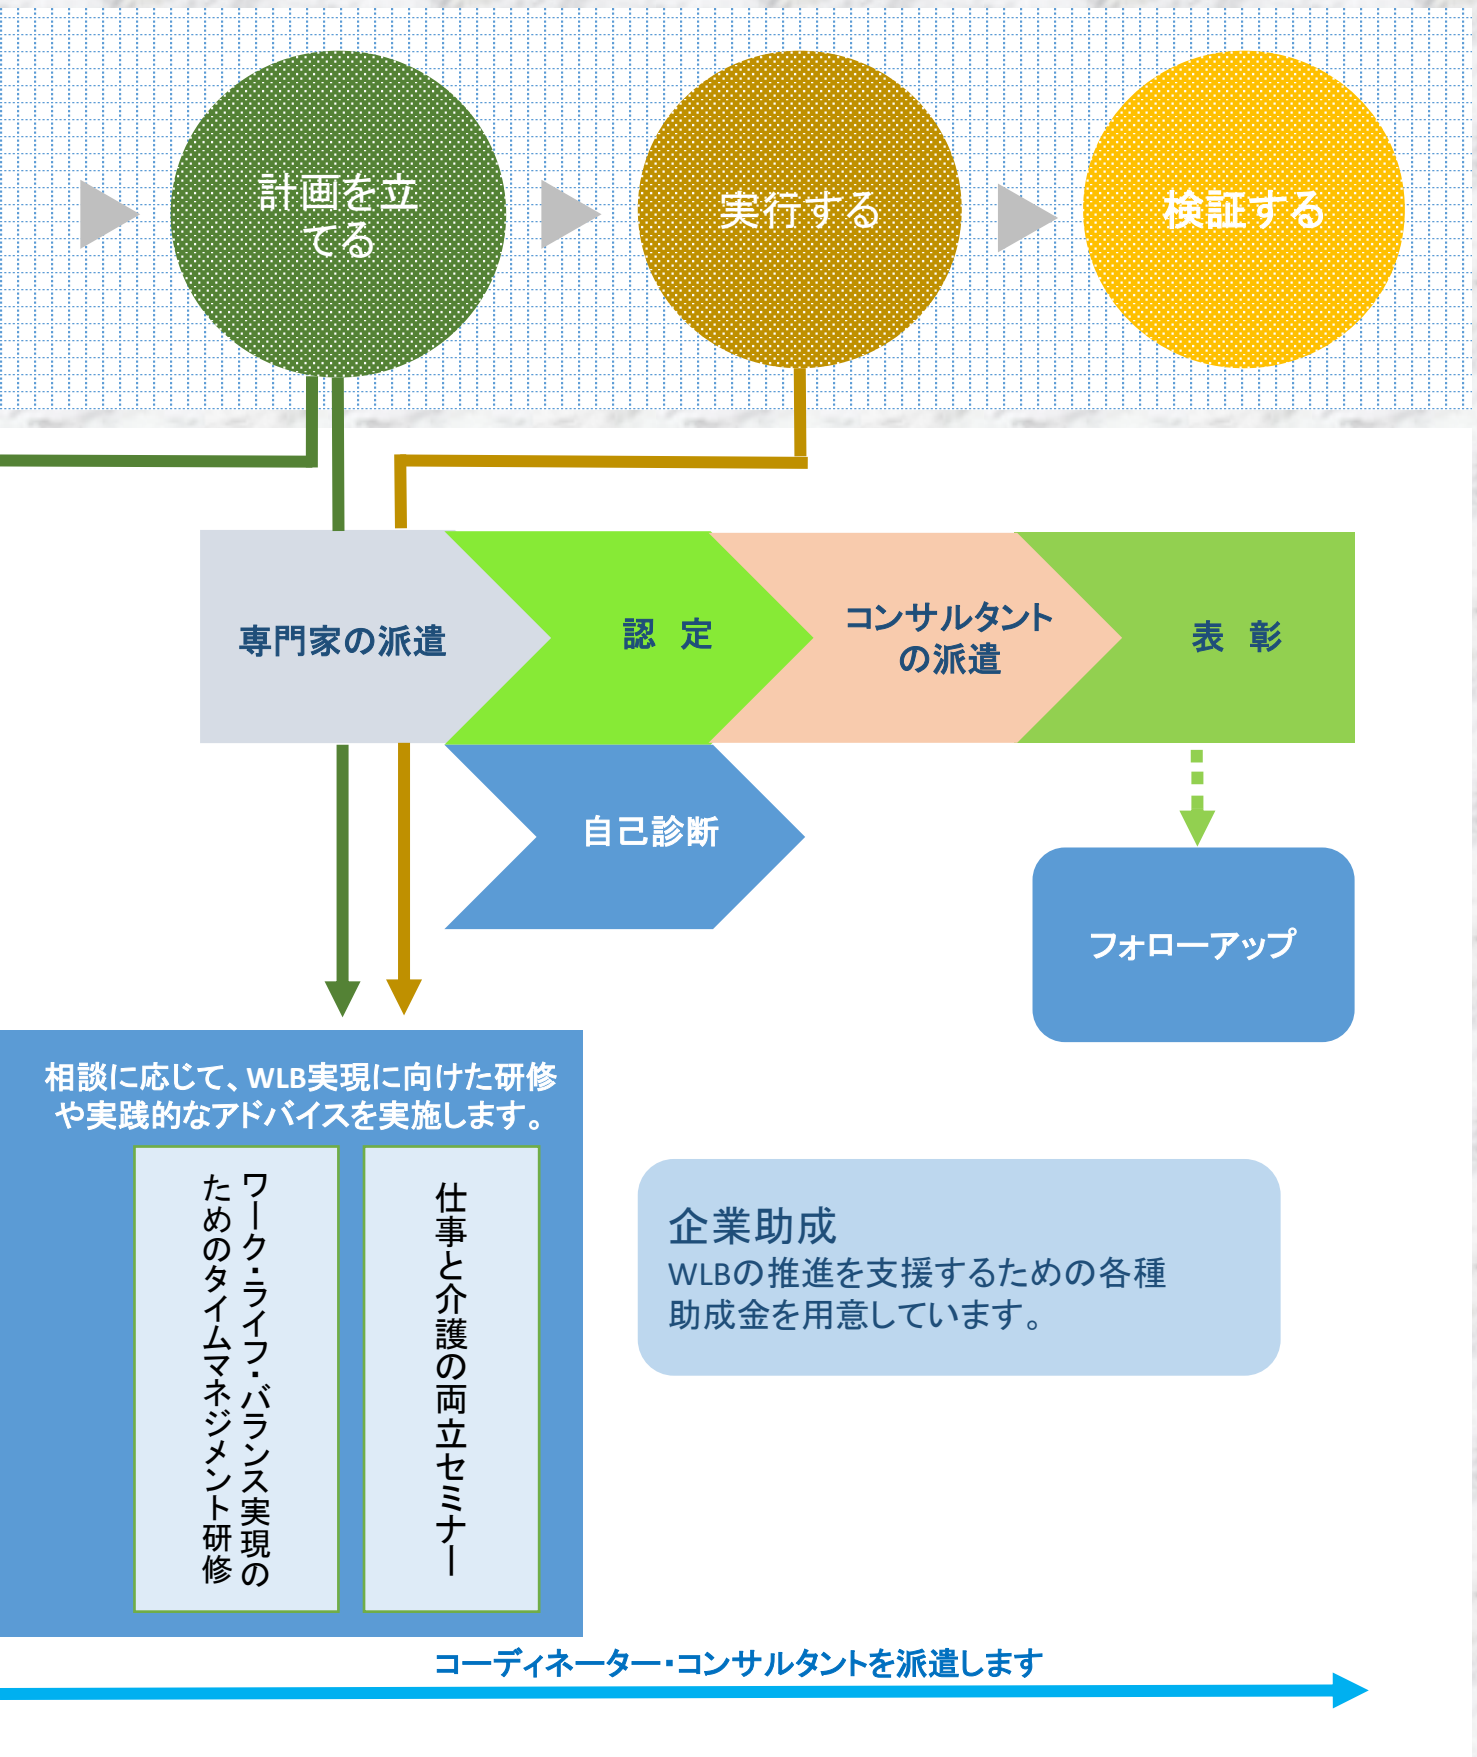 計画を立
てる
実行する
検証する
専門家の派遣
認　定
コンサルタント
の派遣
表　彰
自己診断
フォローアップ
相談に応じて、WLB実現に向けた研修
や実践的なアドバイスを実施します。
ワーク・ライフ・バランス実現の
ためのタイムマネジメント研修
仕事と介護の両立セミナー
企業助成
WLBの推進を支援するための各種
助成金を用意しています。
コーディネーター・コンサルタントを派遣します